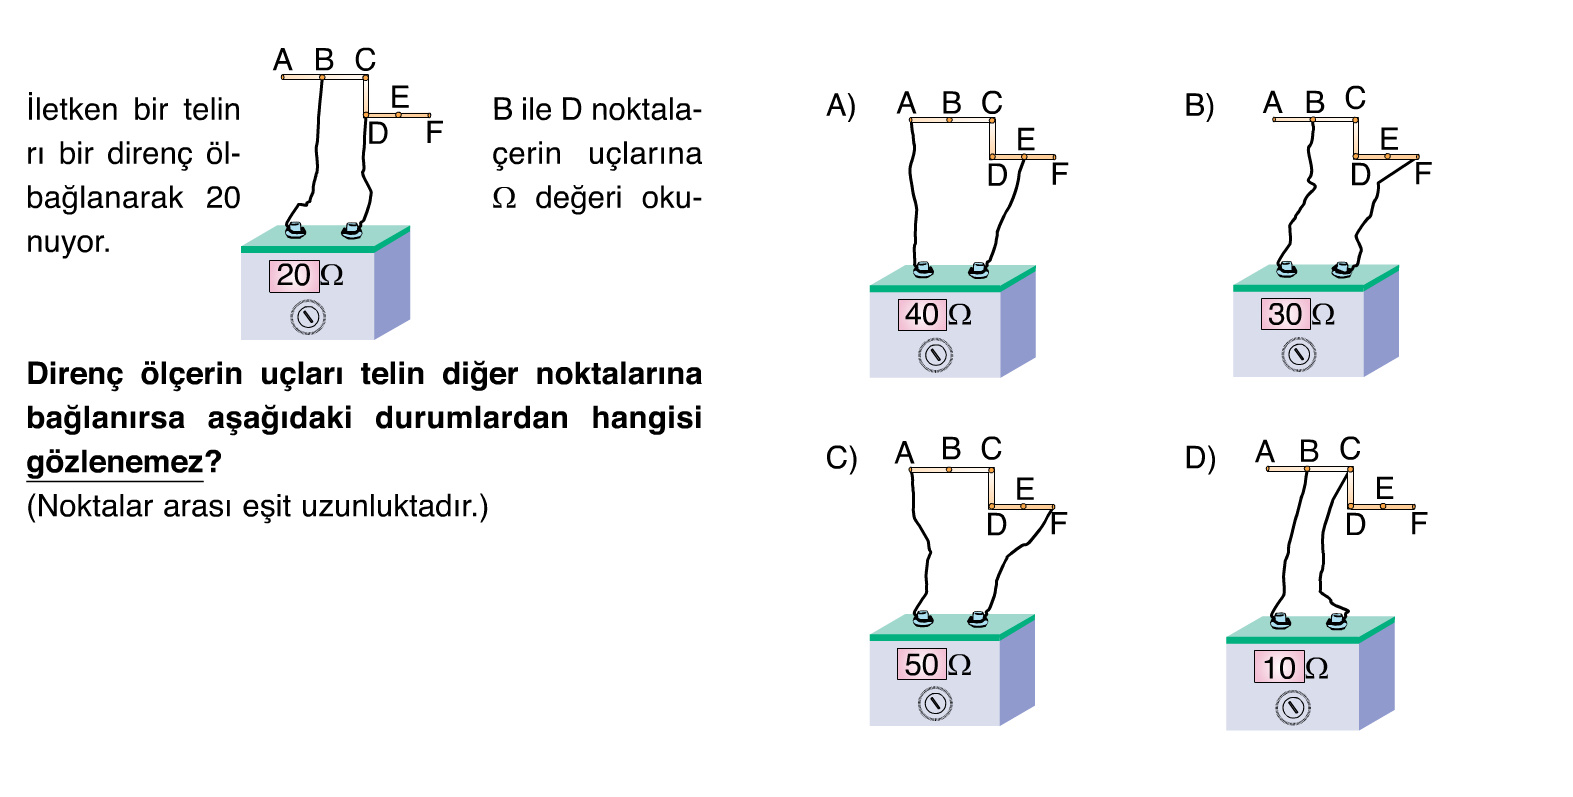 A B C
E
D F
İletken bir telin B ile D noktala-
rı bir direnç öl- çerin uçlarına
bağlanarak 20 Ω değeri oku-
nuyor.
20 Ω
Direnç ölçerin uçları telin diğer noktalarına
bağlanırsa aşağıdaki durumlardan hangisi
gözlenemez?
(Noktalar arası eşit uzunluktadır.)
A) A B C
E
D F
40 Ω
B) A B C
E
D F
30 Ω
C) A B C
E
D F
50 Ω
D) A B C
E
D F
10 Ω